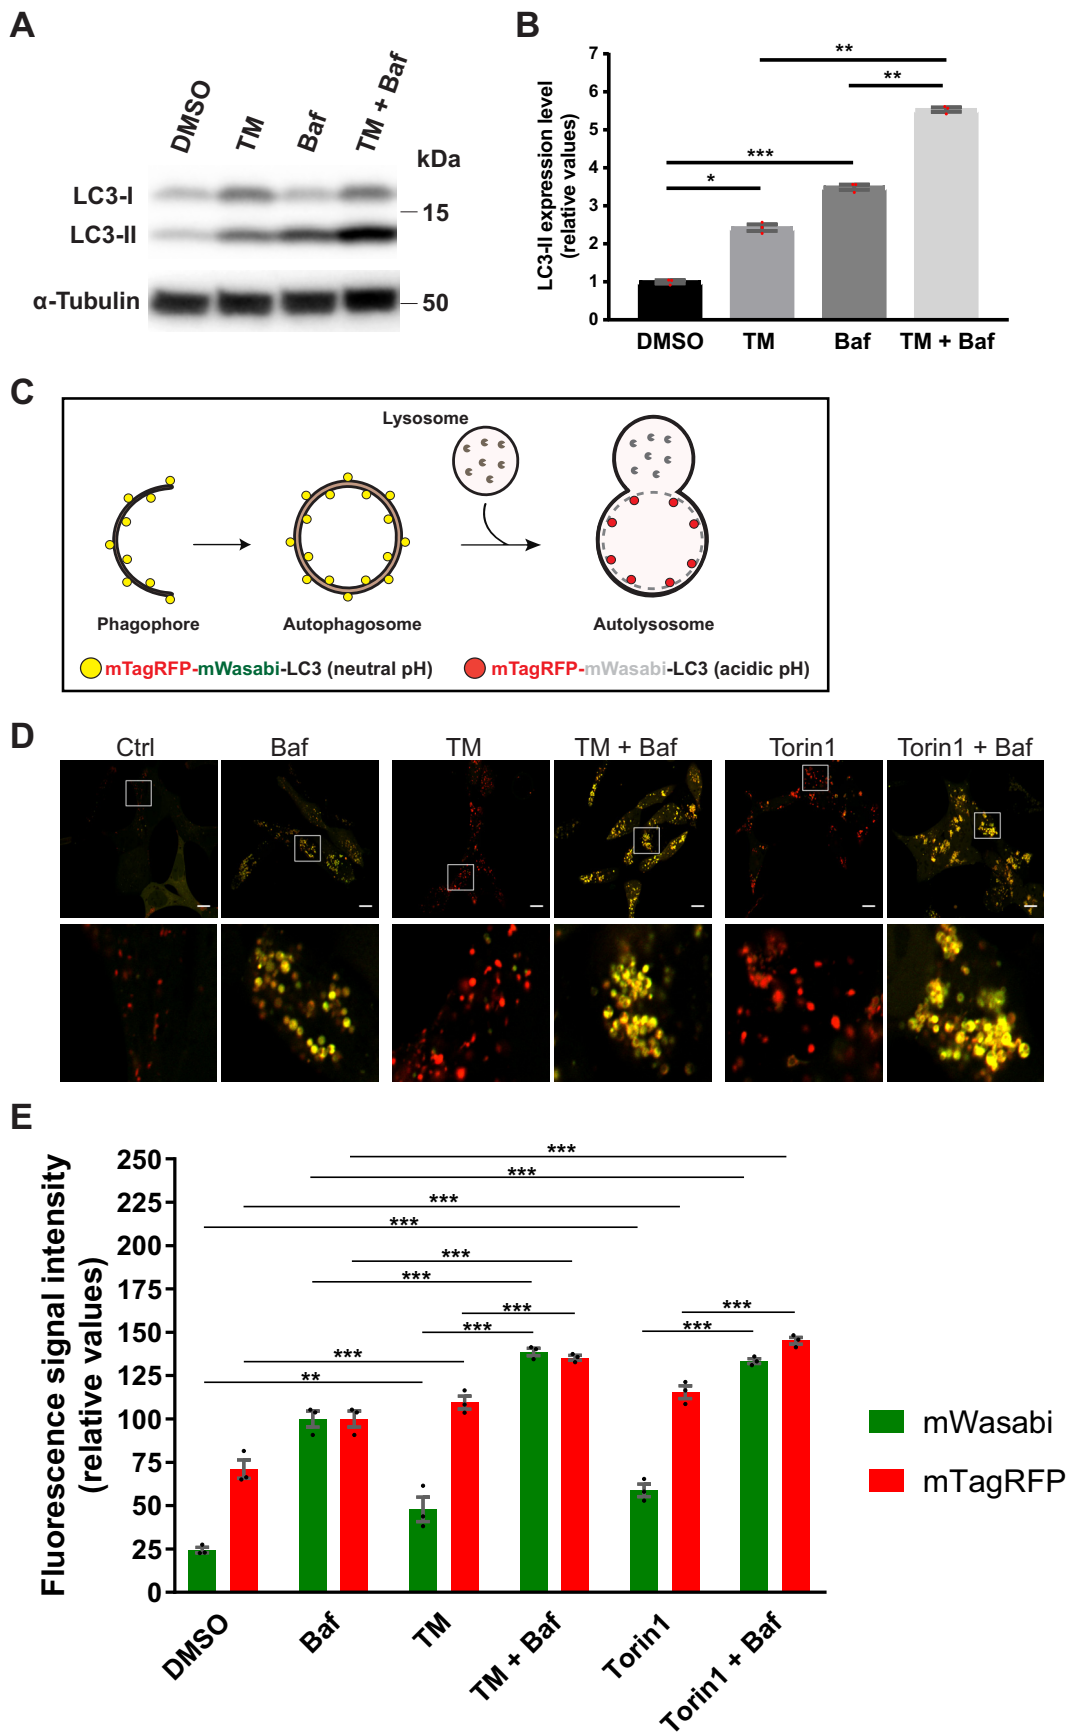 A
DMSO
TM
Baf
TM + Baf
kDa
LC3-I
15
LC3-II
α-Tubulin
50
B
LC3-II expression level
(relative values)
7
6
5
4
3
2
1
0
**
**
***
*
DMSO TM Baf TM + Baf
C
Lysosome
Phagophore Autophagosome Autolysosome
mTagRFP-mWasabi-LC3 (neutral pH) mTagRFP-mWasabi-LC3 (acidic pH)
D
Ctrl Baf TM TM + Baf Torin1 Torin1 + Baf
E
Fluorescence signal intensity
(relative values)
250
225
200
175
150
125
100
75
50
25
0
***
***
***
***
***
***
***
***
***
***
***
**
mWasabi
mTagRFP
DMSO
Baf
TM
TM + Baf
Torin1
Torin1 + Baf